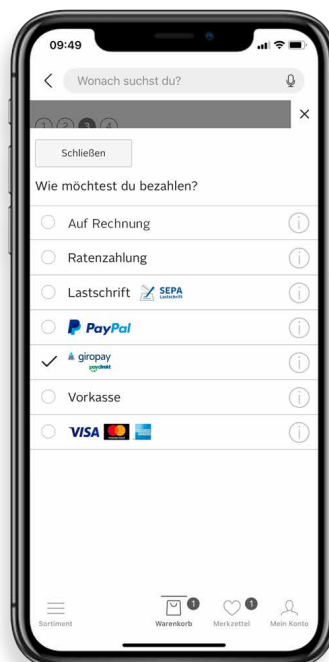 09:49
Wonach suchst du?
1 2 3 4
Schließen
Wie möchtest du bezahlen?
Auf Rechnung
Ratenzahlung
Lastschrift SEPA Lastschrift
PayPal
giropay
paydirekt
Vorkasse
VISA
1 1
Sortiment Warenkorb Merkzettel Mein Konto